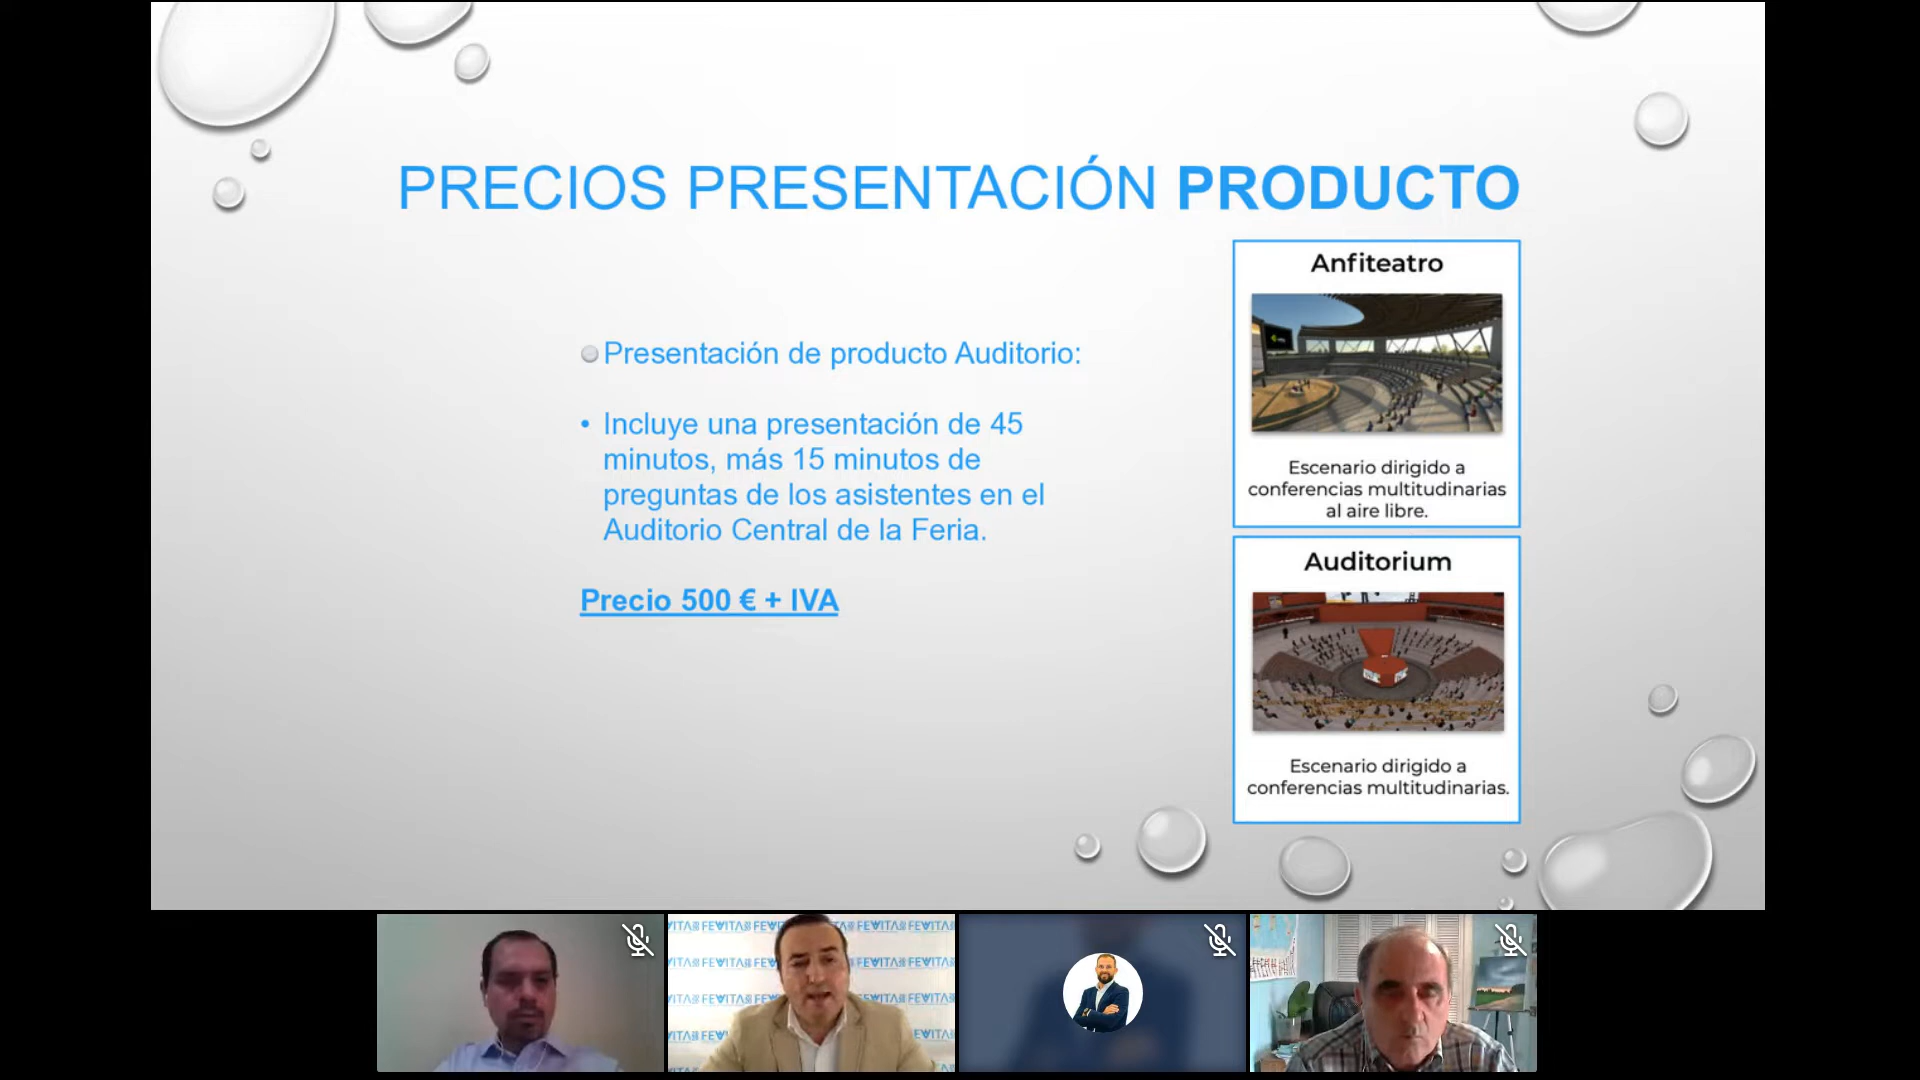 PRECIOS PRESENTACIÓN PRODUCTO
Presentación de producto Auditorio:
• Incluye una presentación de 45
minutos, más 15 minutos de
preguntas de los asistentes en el
Auditorio Central de la Feria.
Precio 500 € + IVA
Anfiteatro
Escenario dirigido a
conferencias multitudinarias
al aire libre.
Auditorium
Escenario dirigido a
conferencias multitudinarias.